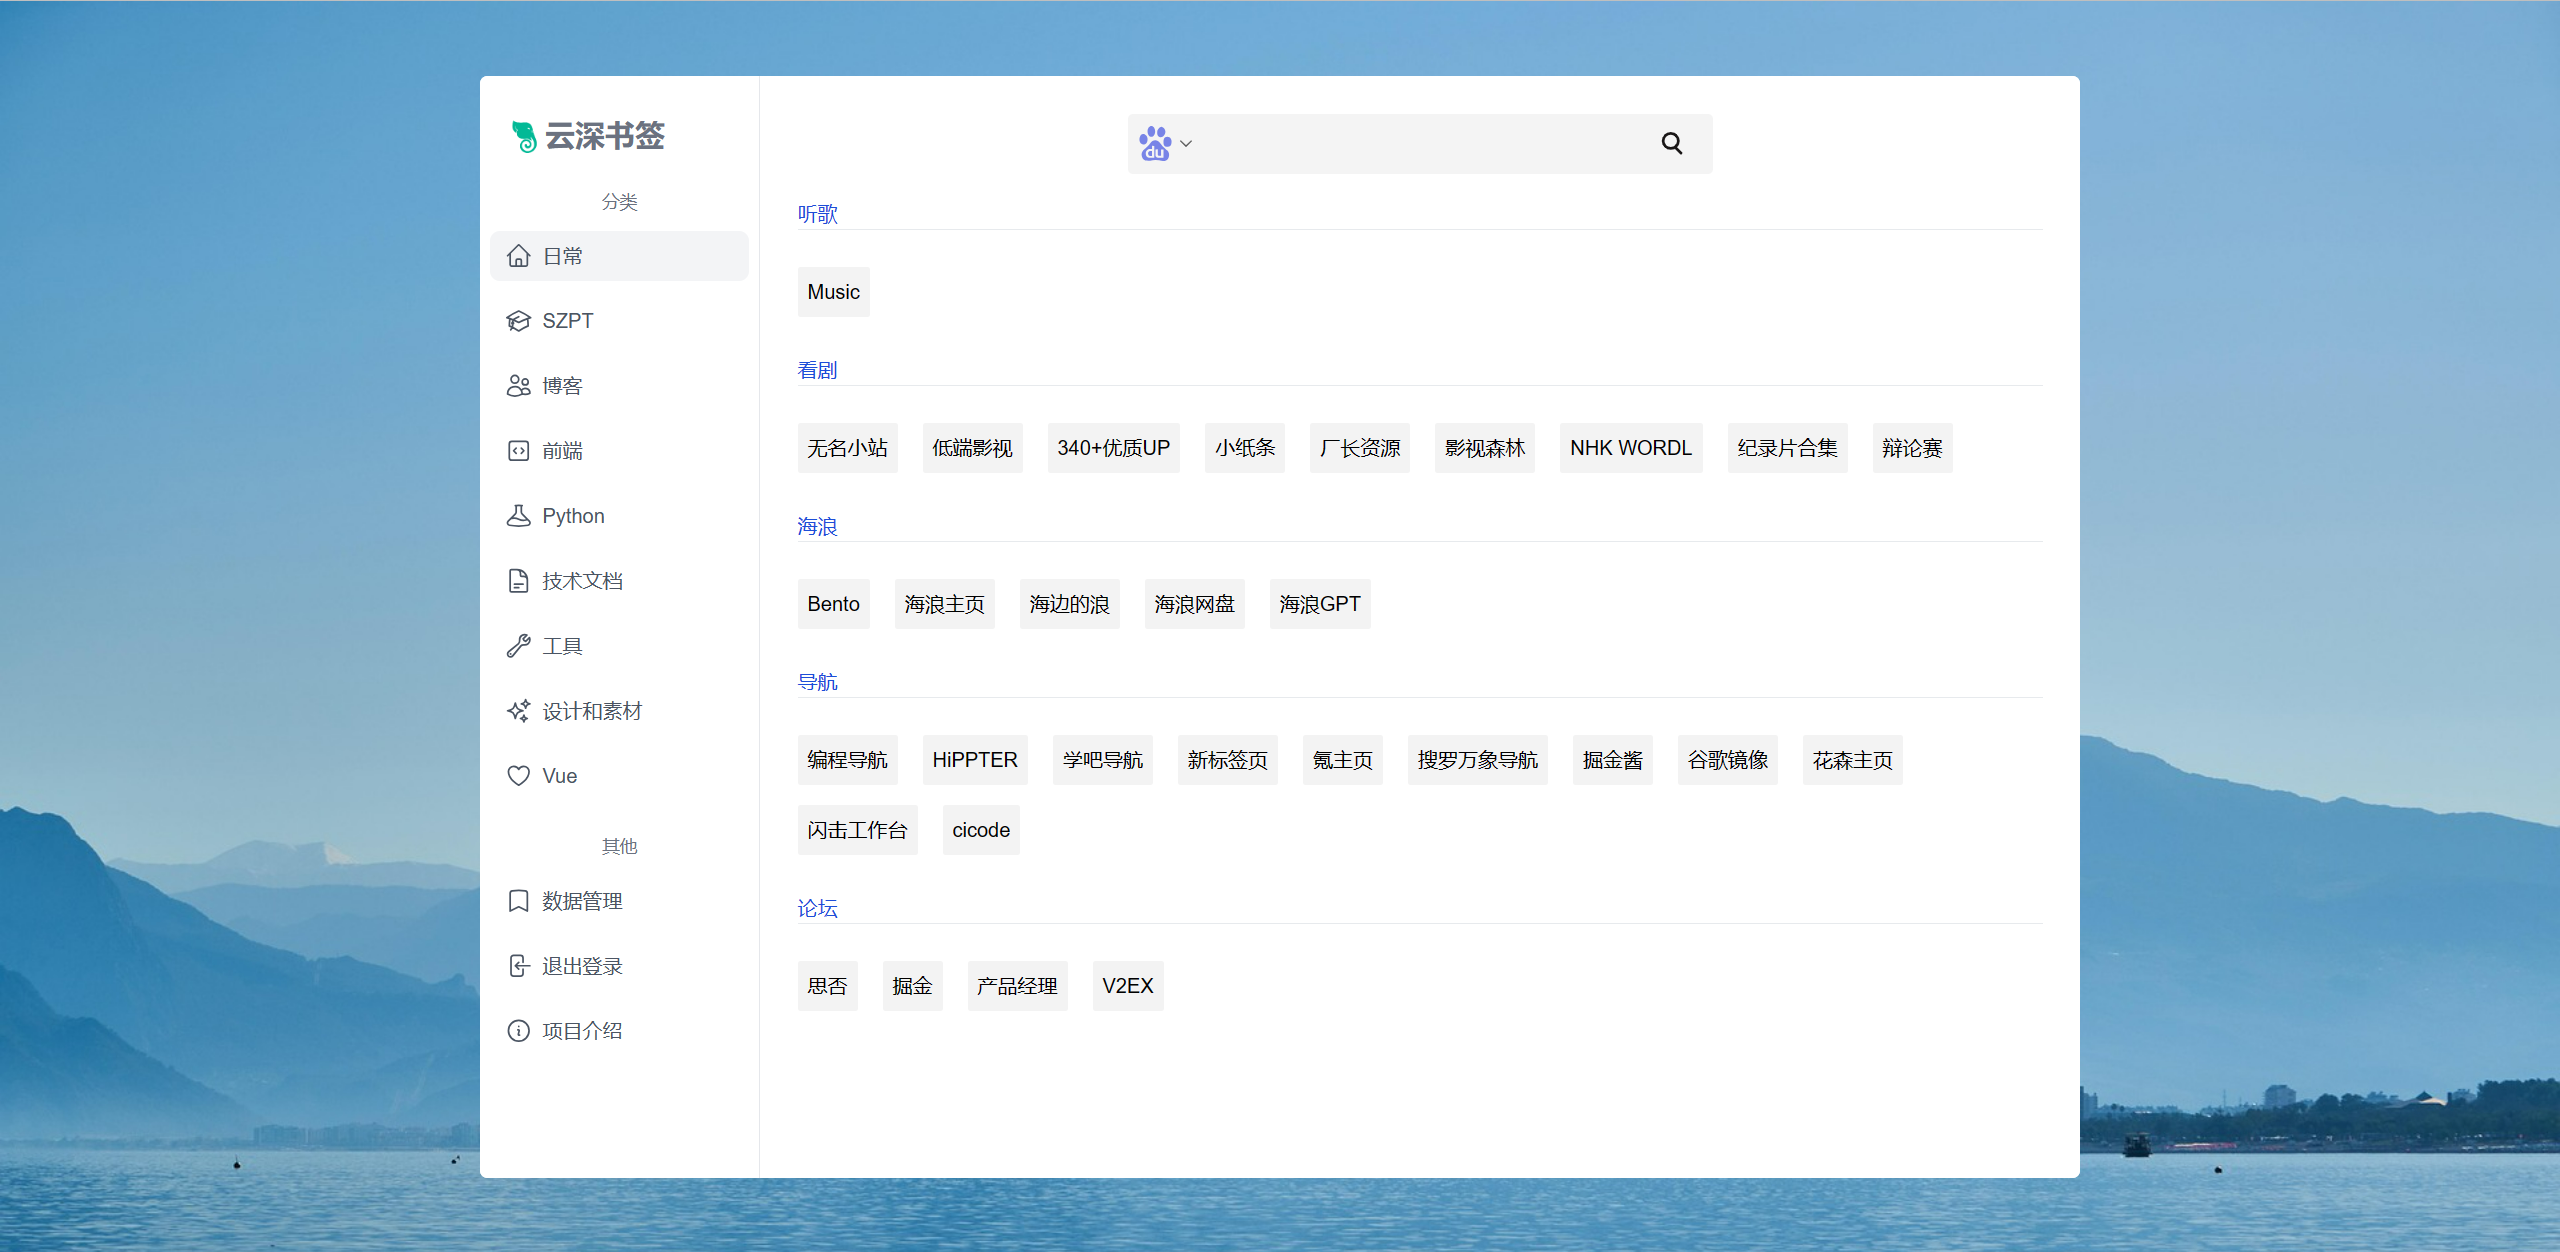 云深书签
分类
日常
SZPT
博客
前端
Python
技术文档
工具
设计和素材
Vue
其他
数据管理
退出登录
项目介绍
du
听歌
Music
看剧
无名小站 低端影视 340+优质UP 小纸条 厂长资源 影视森林 NHK WORDL 纪录片合集 辩论赛
海浪
Bento 海浪主页 海边的浪 海浪网盘 海浪GPT
导航
编程导航 HiPPTER 学吧导航 新标签页 氪主页 搜罗万象导航 掘金酱 谷歌镜像 花森主页
闪击工作台 cicode
论坛
思否 掘金 产品经理 V2EX